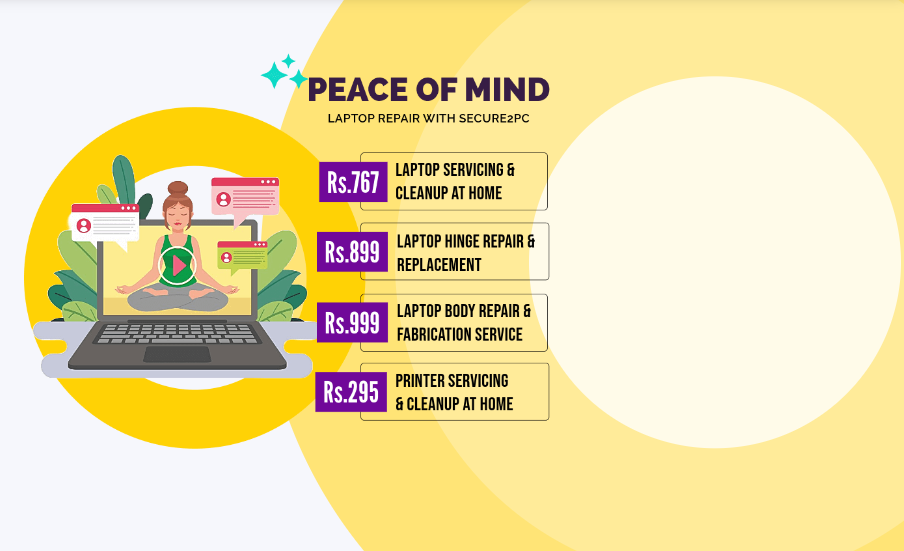 PEACE OF MIND
LAPTOP REPAIR WITH SECURE2PC
Rs.767
LAPTOP SERVICING &
CLEANUP AT HOME
Rs.899
LAPTOP HINGE REPAIR &
REPLACEMENT
Rs.999
LAPTOP BODY REPAIR &
FABRICATION SERVICE
Rs.295
PRINTER SERVICING
& CLEANUP AT HOME